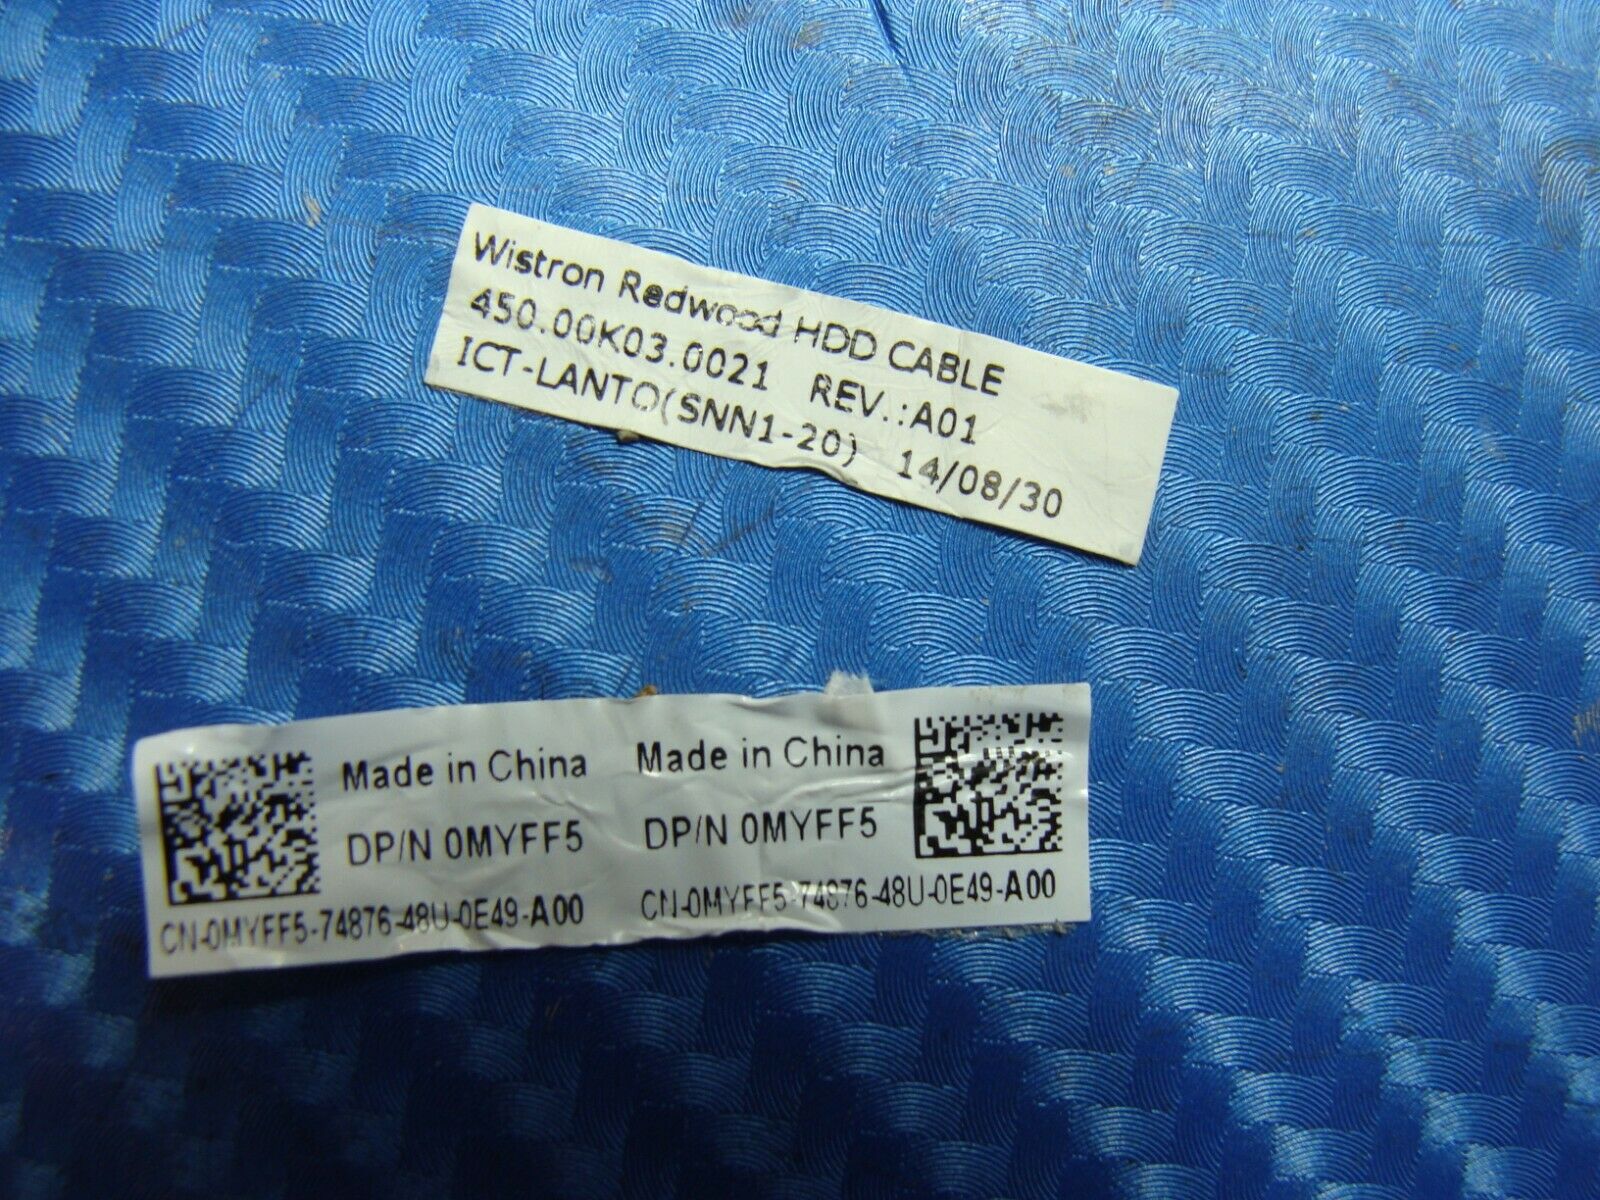 Wistron Redwood HDD CABLE
450.00K03.0021 REV.:A01
ICT-LANTO(SNN1-20) 14/08/30
Made in China
DP/N 0MYFF5
CN-0MYFF5-74876-48U-0E49-A00
Made in China
DP/N 0MYFF5
CN-0MYFF5-74876-48U-0E49-A00